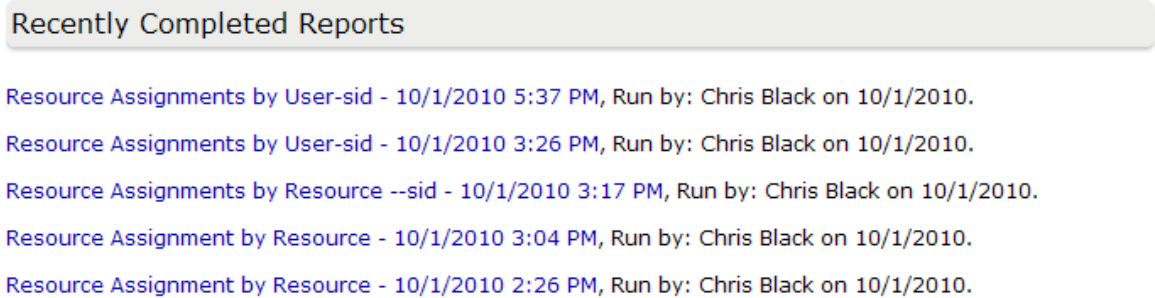 Recently Completed Reports
Resource Assignments by User-sid - 10/1/2010 5:37 PM, Run by: Chris Black on 10/1/2010.
Resource Assignments by User-sid - 10/1/2010 3:26 PM, Run by: Chris Black on 10/1/2010.
Resource Assignments by Resource --sid - 10/1/2010 3:17 PM, Run by: Chris Black on 10/1/2010.
Resource Assignment by Resource - 10/1/2010 3:04 PM, Run by: Chris Black on 10/1/2010.
Resource Assignment by Resource - 10/1/2010 2:26 PM, Run by: Chris Black on 10/1/2010.